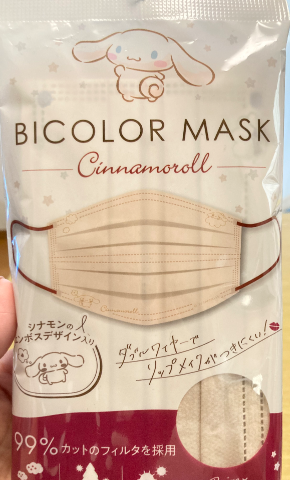 BICOLOR MASK
Cinnamoroll
Cinnamoroll
シナモンの
ンボスデザイン入り
ダブルワイヤーで
リップメイクがつきにくい!
99%カットのフィルタを採用